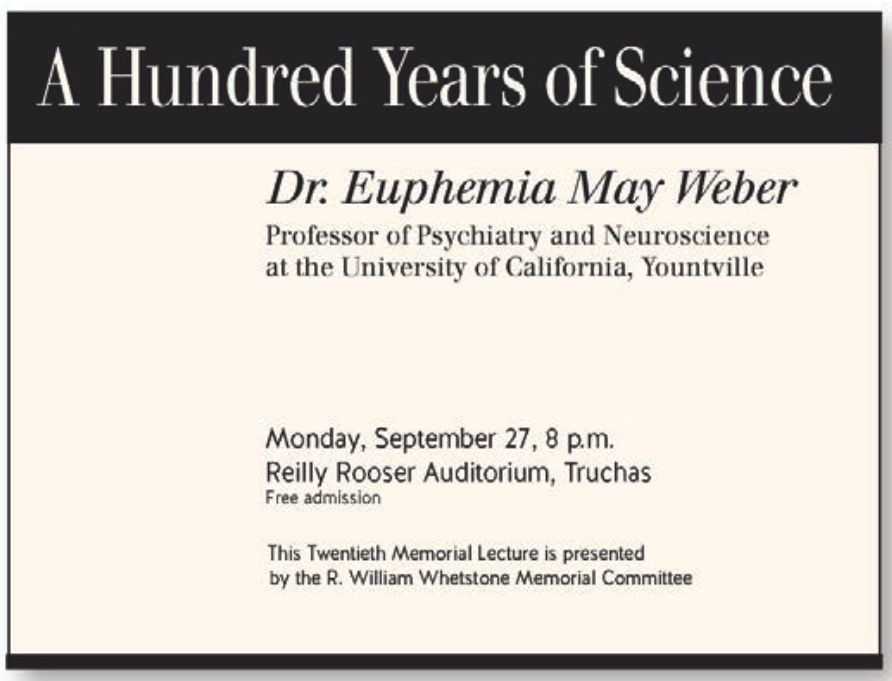 A Hundred Years of Science
Dr. Euphemia May Weber
Professor of Psychiatry and Neuroscience
at the University of California, Yountville
Monday, September 27, 8 p.m.
Reilly Rooser Auditorium, Truchas
Free admission
This Twentieth Memorial Lecture is presented
by the R. William Whetstone Memorial Committee